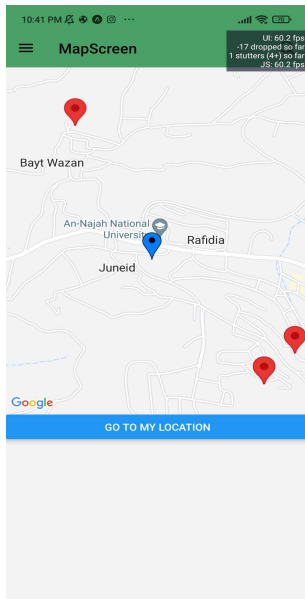 10:41 PM
70
MapScreen
UI: 60.2 fps
-17 dropped so far
1 stutters (4+) so far
JS: 60.2 fps
Bayt Wazan
An-Najah National
University
Rafidia
Juneid
Google
GO TO MY LOCATION